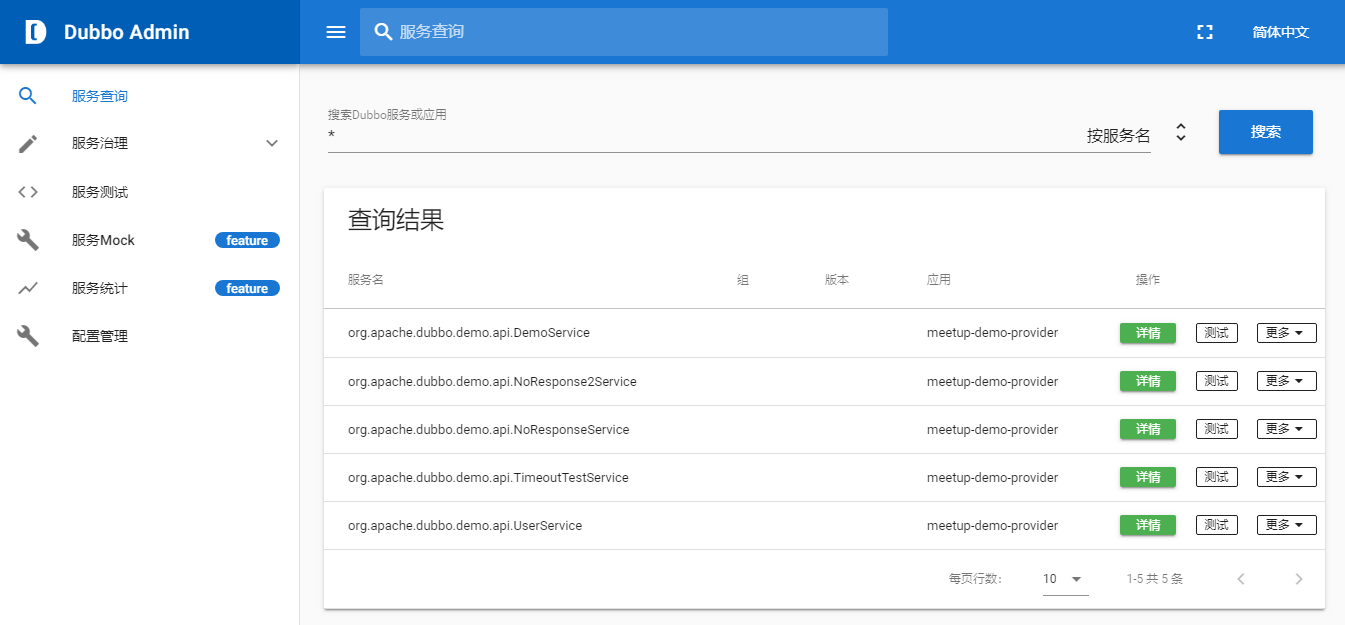 Dubbo Admin
服务查询
简体中文
服务查询
服务治理
服务测试
服务Mock
feature
服务统计
feature
配置管理
搜索Dubbo服务或应用
*
按服务名
搜索
查询结果
服务名 组 版本 应用 操作
org.apache.dubbo.demo.api.DemoService meetup-demo-provider 详情 测试 更多
org.apache.dubbo.demo.api.NoResponse2Service meetup-demo-provider 详情 测试 更多
org.apache.dubbo.demo.api.NoResponseService meetup-demo-provider 详情 测试 更多
org.apache.dubbo.demo.api.TimeoutTestService meetup-demo-provider 详情 测试 更多
org.apache.dubbo.demo.api.UserService meetup-demo-provider 详情 测试 更多
每页行数: 10 1-5 共 5 条